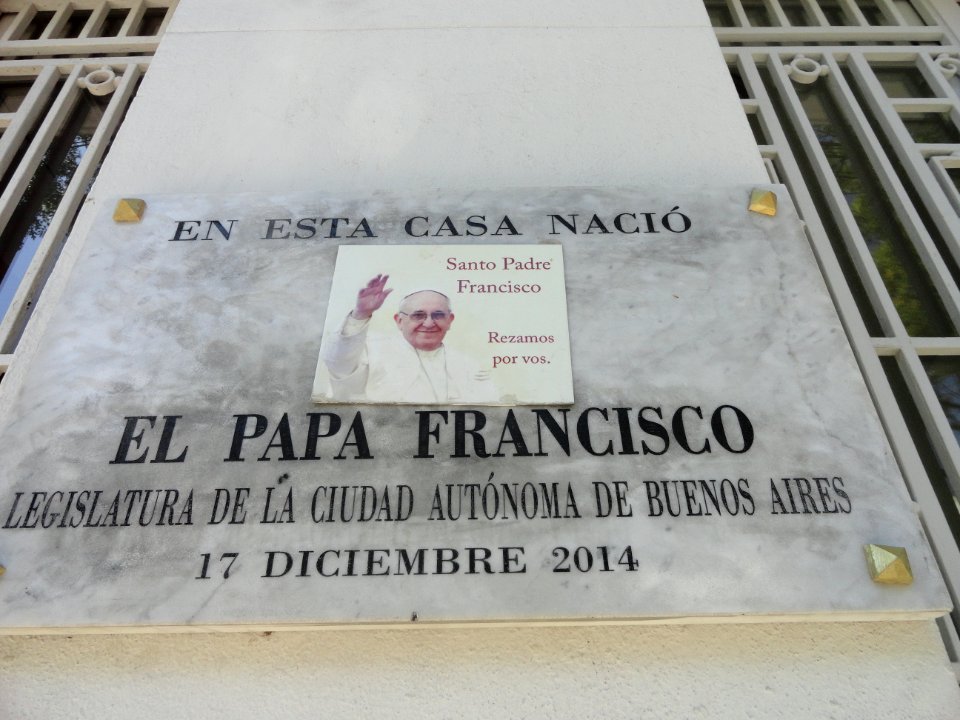 EN ESTA CASA NACIÓ
Santo Padre
Francisco
Rezamos
por vos.
EL PAPA FRANCISCO
LEGISLATURA DE LA CIUDAD AUTÓNOMA DE BUENOS AIRES
17 DICIEMBRE 2014